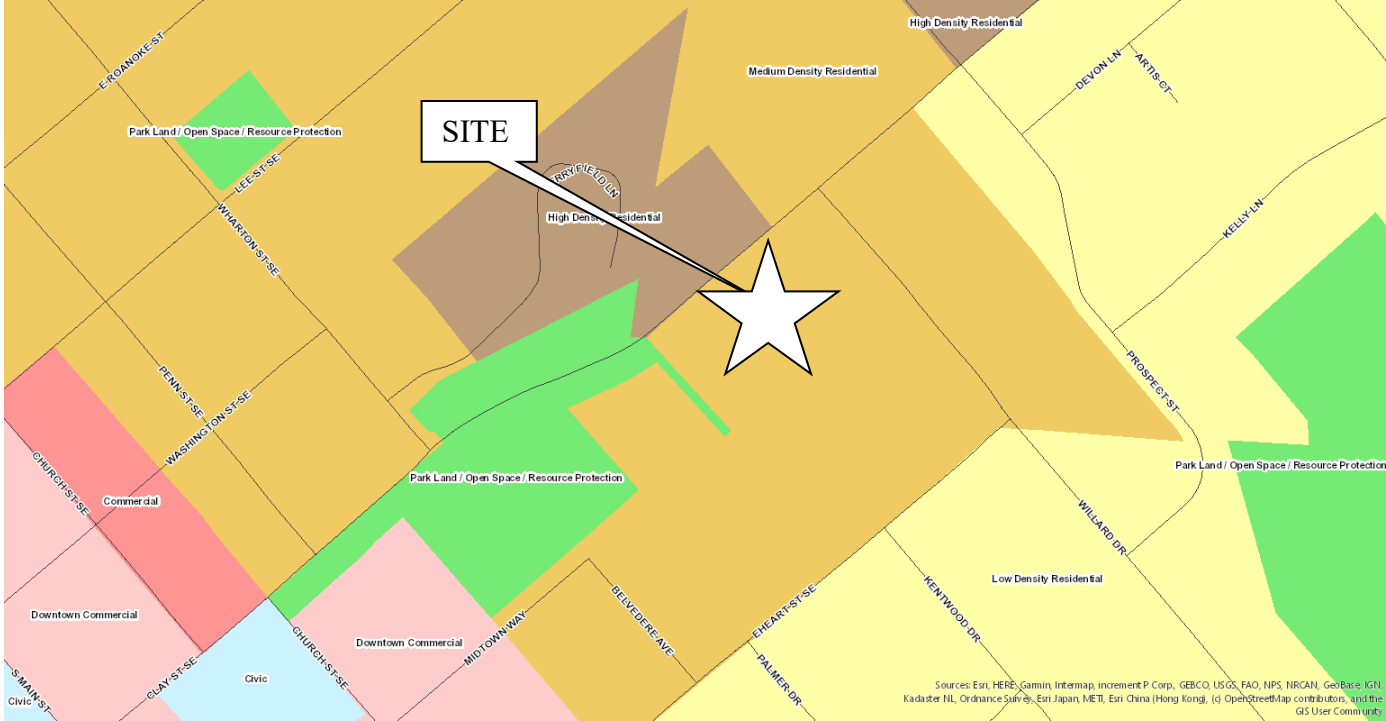 High Density Residential
E-ROANOKE-ST
DEVON LN
ARTIS-CT
Medium Density Residential
SITE
Park Land / Open Space / Resource Protection
LEE-ST-SE
ERRYFIELD LN
WHARTON-ST-SE
High Density Residential
KELLY-LN
PENN-ST-SE
WASHINGTON-ST-SE
PROSPECT-ST
CHURCH-ST-SE
Park Land / Open Space / Resource Protection
Park Land / Open Space / Resource Protection
Commercial
WILLARD DR
Low Density Residential
KENTWOOD-DR
EHEART-ST-SE
BELVEDERE-AVE
Downtown Commercial
MIDTOWN-WAY
Downtown Commercial
CHURCH-ST-SE
CLAY-ST-SE
Civic
PALMER-DR
S-MAIN-ST
Civic
Sources: Esri, HERE, Garmin, Intermap, increment P Corp., GEBCO, USGS, FAO, NPS, NRCAN, GeoBase, IGN,
Kadaster NL, Ordnance Survey, Esri Japan, METI, Esri China (Hong Kong), (c) OpenStreetMap contributors, and the
GIS User Community